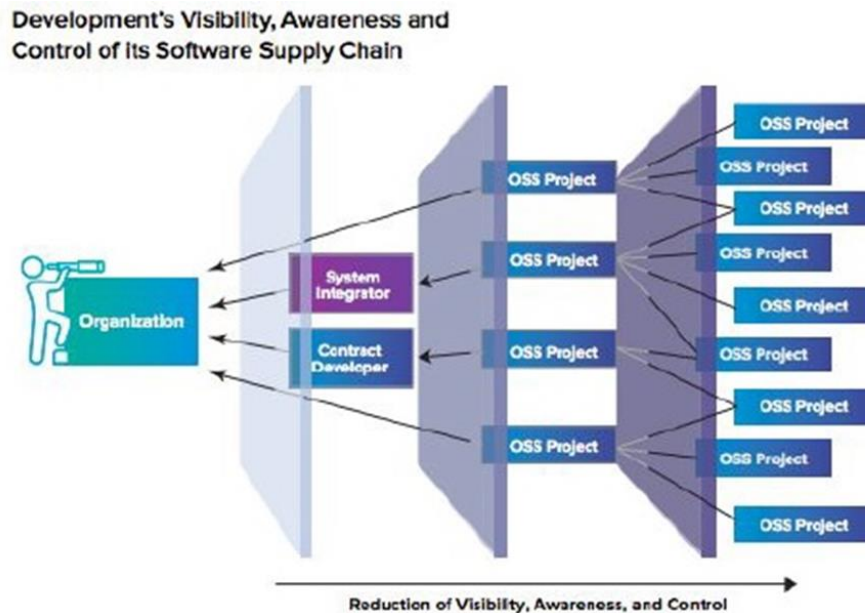 Development's Visibility, Awareness and
Control of its Software Supply Chain
OSS Project
OSS Project
OSS Project
OSS Project
OSS Project
OSS Project
System
Integrator
OSS Project
OSS Project
Organization
Contract
Developer
OSS Project
OSS Project
OSS Project
OSS Project
OSS Project
OSS Project
Reduction of Visibility, Awareness, and Control